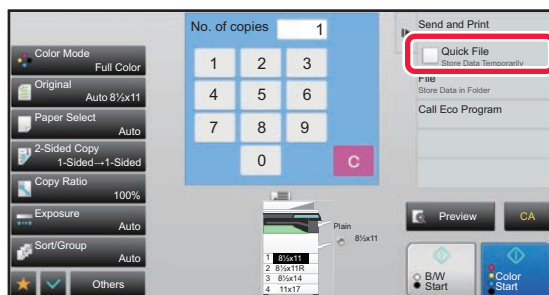 No. of copies 1
Send and Print
Quick File
Store Data Temporarily
File
Store Data in Folder
Call Eco Program
Color Mode
Full Color
Original
Auto 8½x11
Paper Select
Auto
2-Sided Copy
1-Sided→1-Sided
Copy Ratio
100%
Exposure
Auto
Sort/Group
Auto
Others
1 2 3
4 5 6
7 8 9
0 C
Plain
8½x11
1 8½x11
2 8½x11R
3 8½x14
4 11x17
Preview
CA
B/W
Start
Color
Start